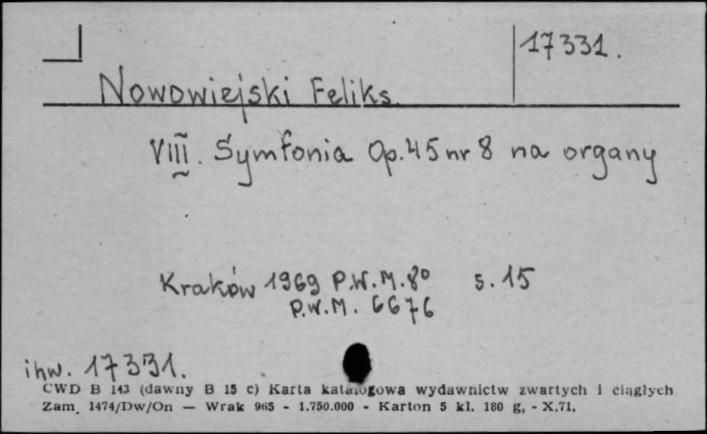 17331.
Nowowiejski Feliks
VIII. Symfonia Op. 45 nr 8 na organy
Kraków 1969 P.W.M. 8° s. 15
P.W.M. 6676
inw. 17331.
CWD B 143 (dawny B 15 c) Karta katalogowa wydawnictw zwartych i ciągłych
Zam. 1474/Dw/On — Wrak 965 - 1.750.000 - Karton 5 kl. 180 g, - X.71.